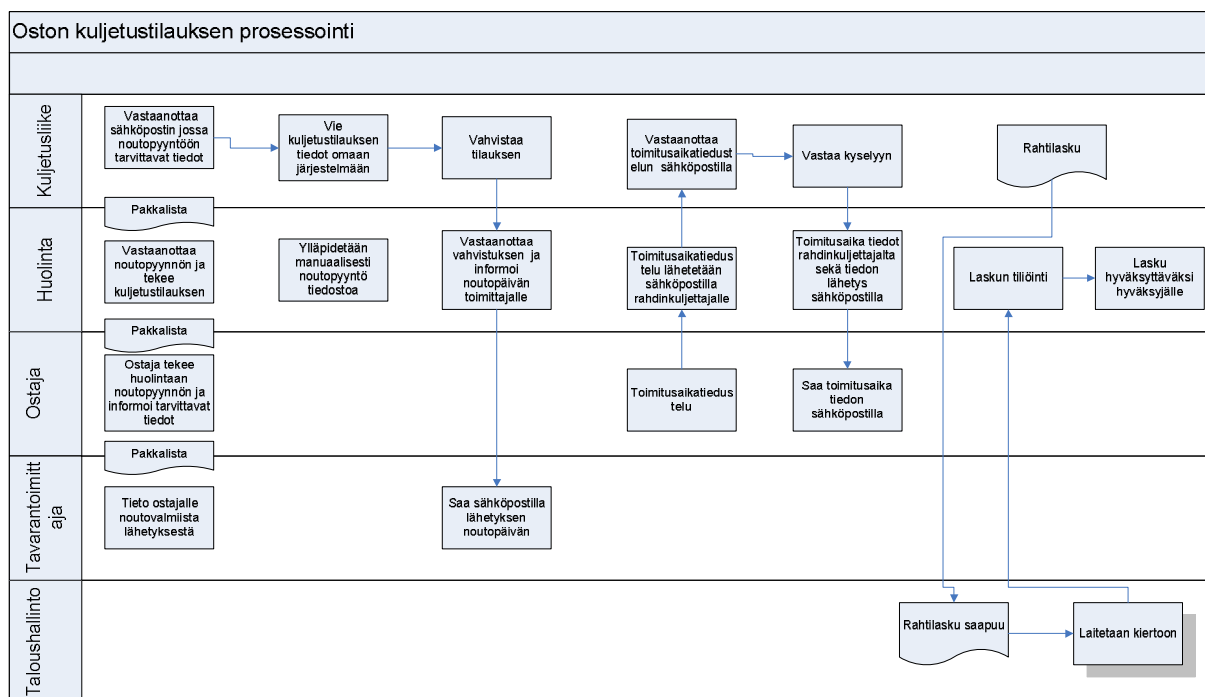 Oston kuljetustilauksen prosessointi
Kuljetusliike
Vastaanottaa
sähköpostin jossa
noutopyyntöön
tarvittavat tiedot
Vie
kuljetustilauksen
tiedot omaan
järjestelmään
Vahvistaa
tilauksen
Vastaanottaa
toimitusaikatiedust
elun sähköpostilla
Vastaa kyselyyn
Rahtilasku
Huolinta
Pakkalista
Vastaanottaa
noutopyynnön ja
tekee
kuljetustilauksen
Ylläpidetään
manuaalisesti
noutopyyntö
tiedostoa
Vastaanottaa
vahvistuksen ja
informoi
noutopäivän
toimittajalle
Toimitusaikatiedus
telu lähetetään
sähköpostilla
rahdinkuljettajalle
Toimitusaika tiedot
rahdinkuljettajalta
sekä tiedon
lähetys
sähköpostilla
Laskun tiliöinti
Lasku
hyväksyttäväksi
hyväksyjälle
Ostaja
Pakkalista
Ostaja tekee
huolintaan
noutopyynnön ja
informoi tarvittavat
tiedot
Toimitusaikatiedus
telu
Saa toimitusaika
tiedon
sähköpostilla
Tavarantoimitt
aja
Pakkalista
Tieto ostajalle
noutovalmiista
lähetyksestä
Saa sähköpostilla
lähetyksen
noutopäivän
Taloushallinto
Rahtilasku saapuu
Laitetaan kiertoon